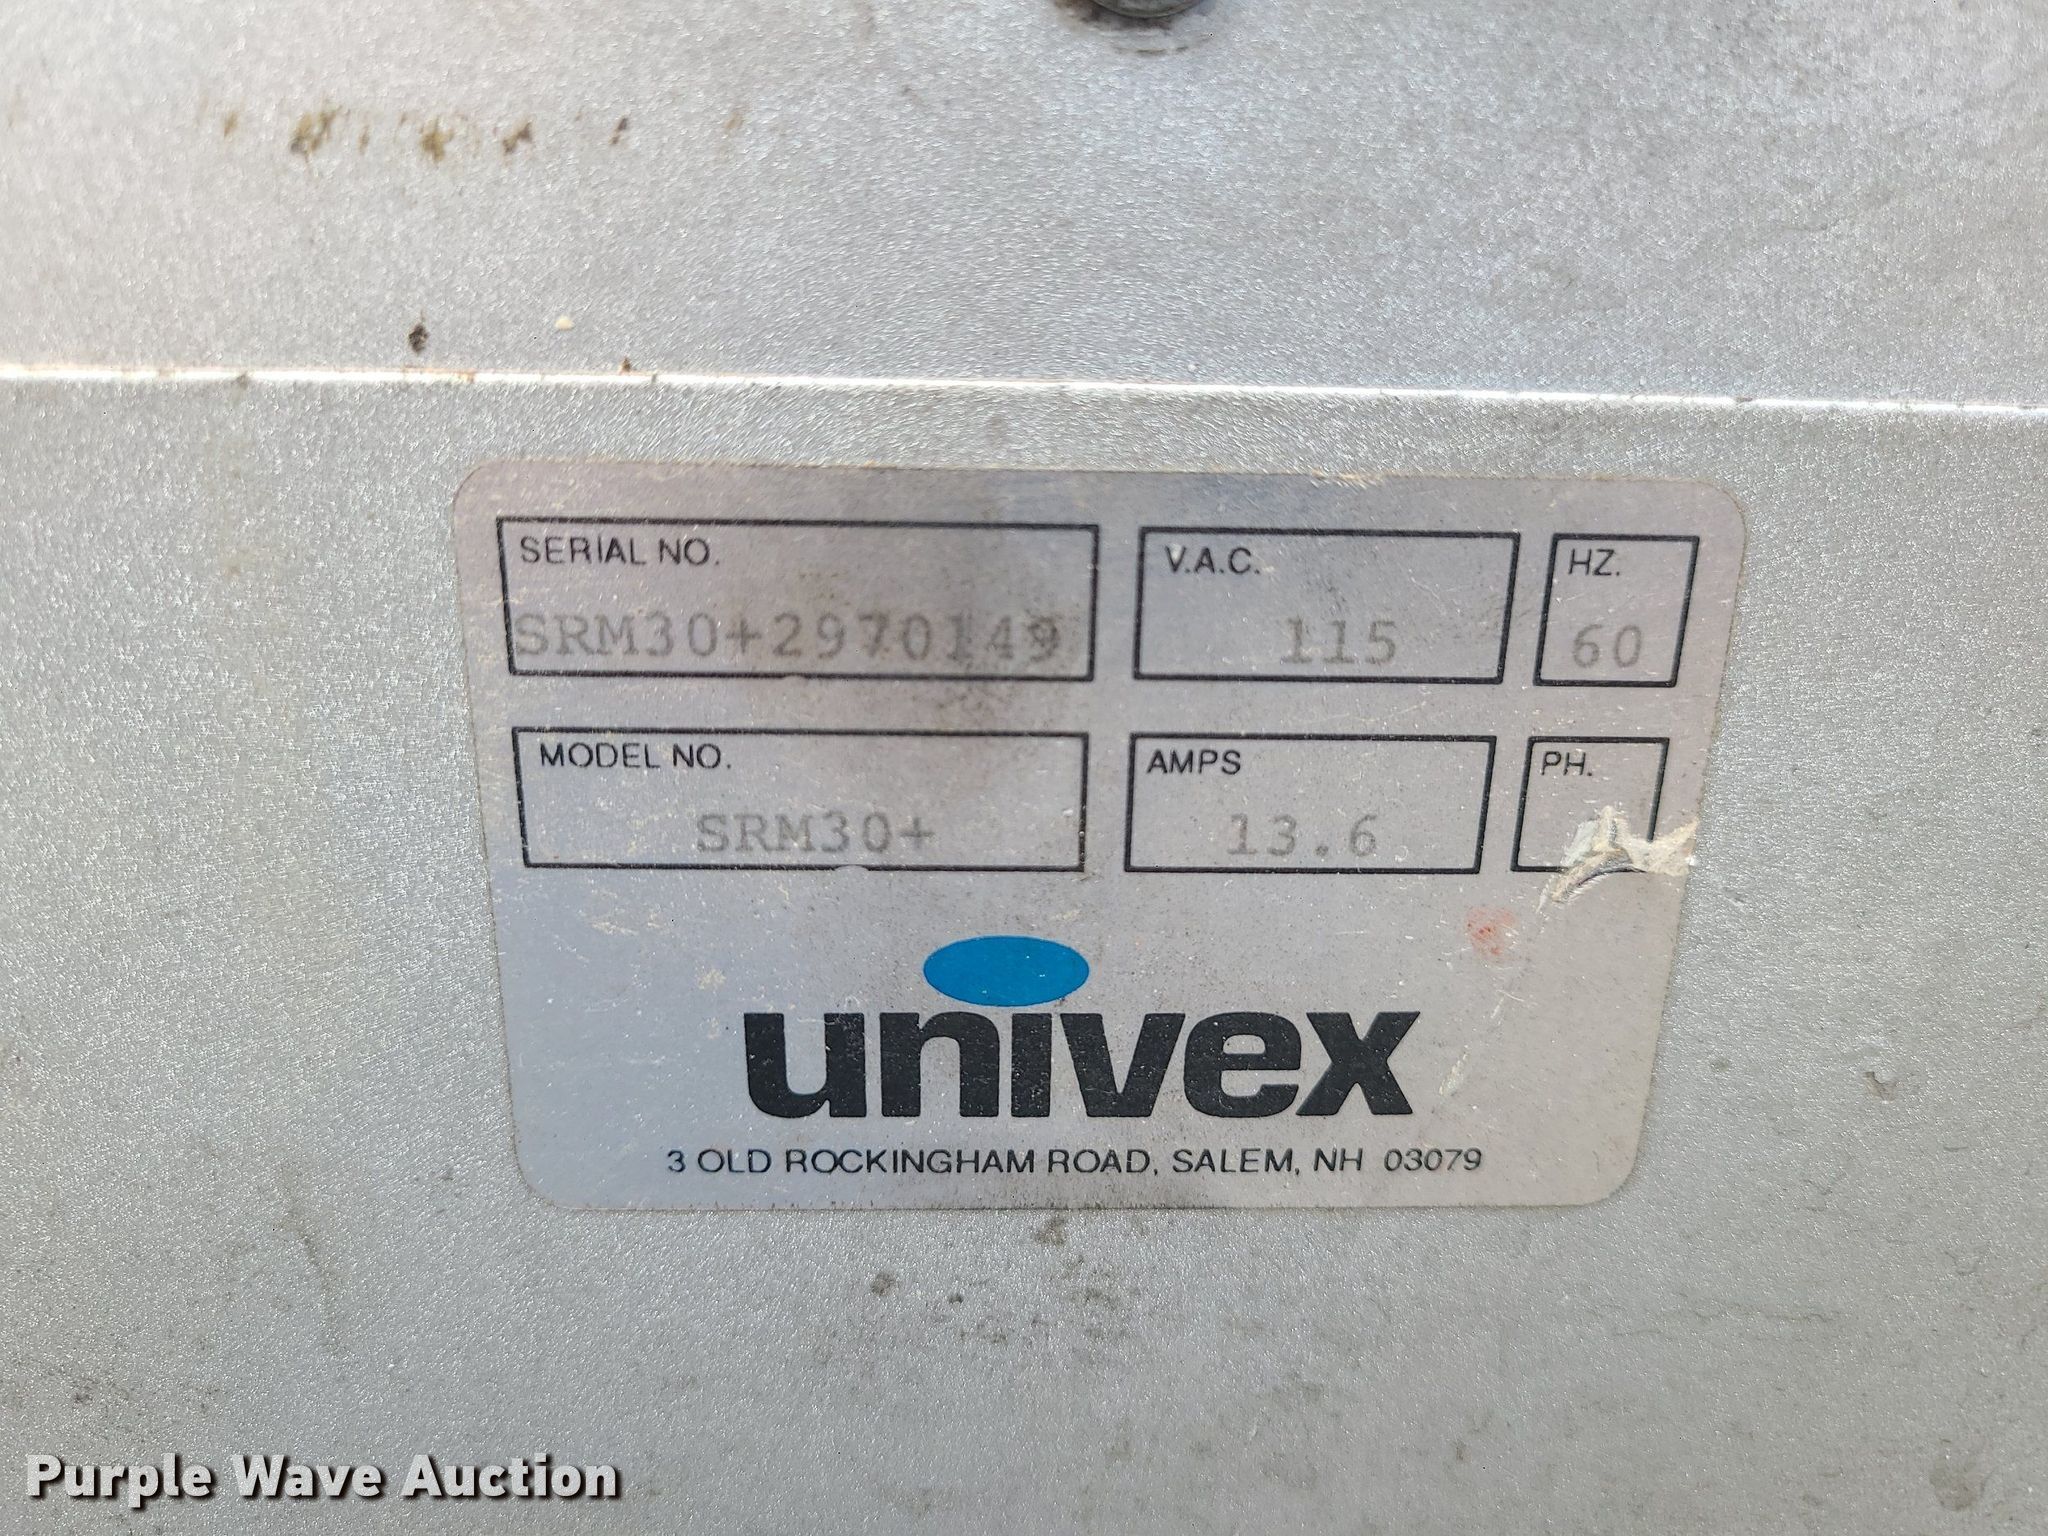 SERIAL NO.
SRM30+2970149
V.A.C.
115
HZ.
60
MODEL NO.
SRM30+
AMPS
13.6
PH.
univex
3 OLD ROCKINGHAM ROAD, SALEM, NH 03079
Purple Wave Auction